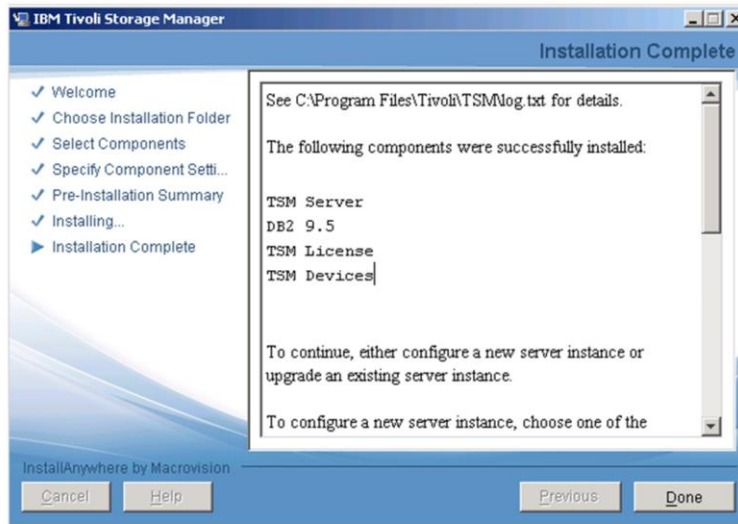 IBM Tivoli Storage Manager
Installation Complete
Welcome
Choose Installation Folder
Select Components
Specify Component Setti...
Pre-Installation Summary
Installing...
Installation Complete
See C:\Program Files\Tivoli\TSM\log.txt for details.
The following components were successfully installed:
TSM Server
DB2 9.5
TSM License
TSM Devices
To continue, either configure a new server instance or
upgrade an existing server instance.
To configure a new server instance, choose one of the
InstallAnywhere by Macrovision
Cancel
Help
Previous
Done